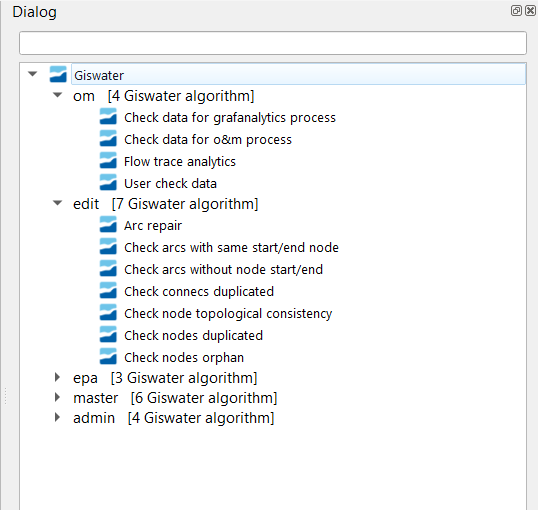 Dialog
Giswater
om [4 Giswater algorithm]
Check data for grafanalytics process
Check data for o&m process
Flow trace analytics
User check data
edit [7 Giswater algorithm]
Arc repair
Check arcs with same start/end node
Check arcs without node start/end
Check connecs duplicated
Check node topological consistency
Check nodes duplicated
Check nodes orphan
epa [3 Giswater algorithm]
master [6 Giswater algorithm]
admin [4 Giswater algorithm]